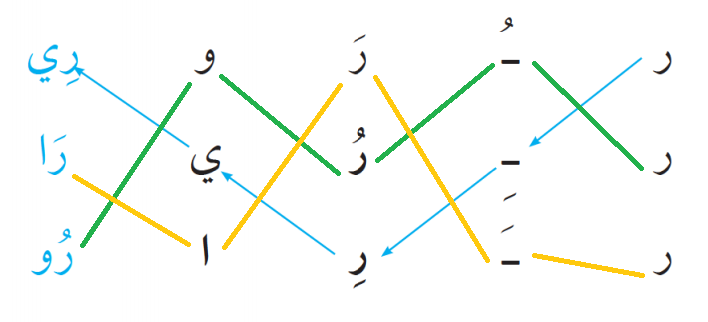 ر ـُ رَ و رِي
ر ـِ رُ ي رَا
ر ـَ رِ ا رُو